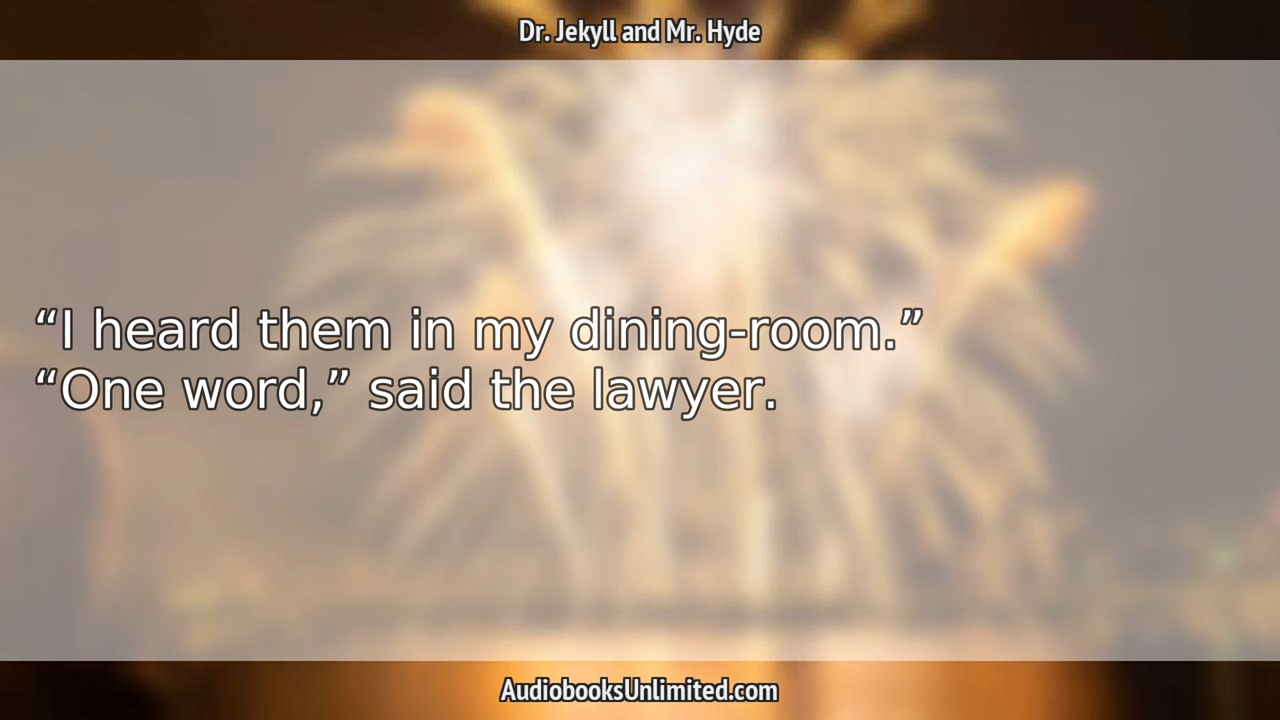 Dr. Jekyll and Mr. Hyde
“I heard them in my dining-room.”
“One word,” said the lawyer.
AudiobooksUnlimited.com